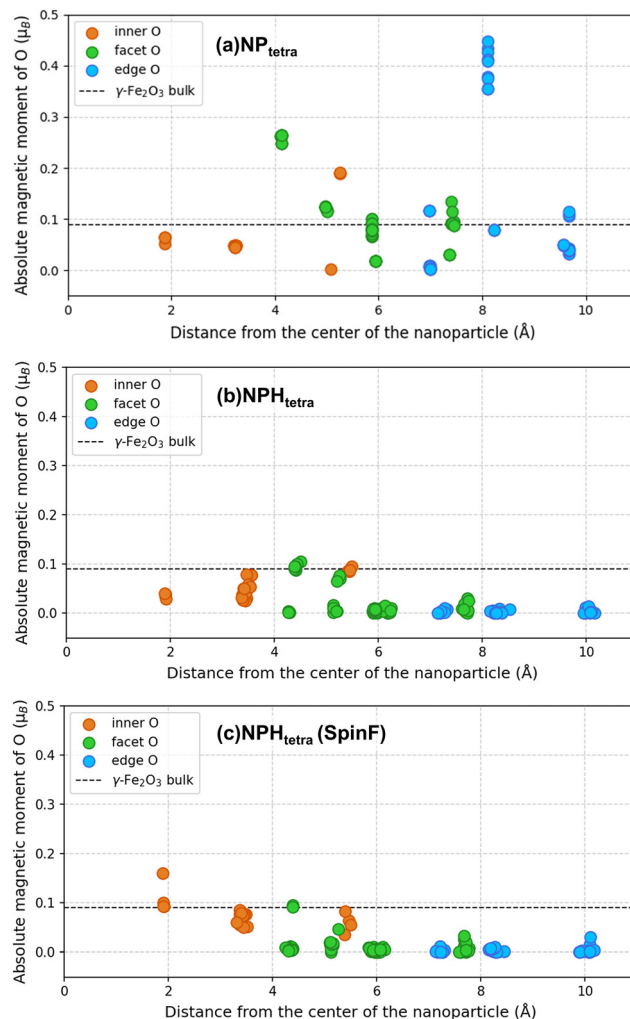 (a)NPtetra
inner O
facet O
edge O
γ-Fe2O3 bulk
Absolute magnetic moment of O (μB)
0.5
0.4
0.3
0.2
0.1
0.0
0 2 4 6 8 10
Distance from the center of the nanoparticle (Å)
(b)NPHtetra
inner O
facet O
edge O
γ-Fe2O3 bulk
Absolute magnetic moment of O (μB)
0.5
0.4
0.3
0.2
0.1
0.0
0 2 4 6 8 10
Distance from the center of the nanoparticle (Å)
(c)NPHtetra (SpinF)
inner O
facet O
edge O
γ-Fe2O3 bulk
Absolute magnetic moment of O (μB)
0.5
0.4
0.3
0.2
0.1
0.0
0 2 4 6 8 10
Distance from the center of the nanoparticle (Å)